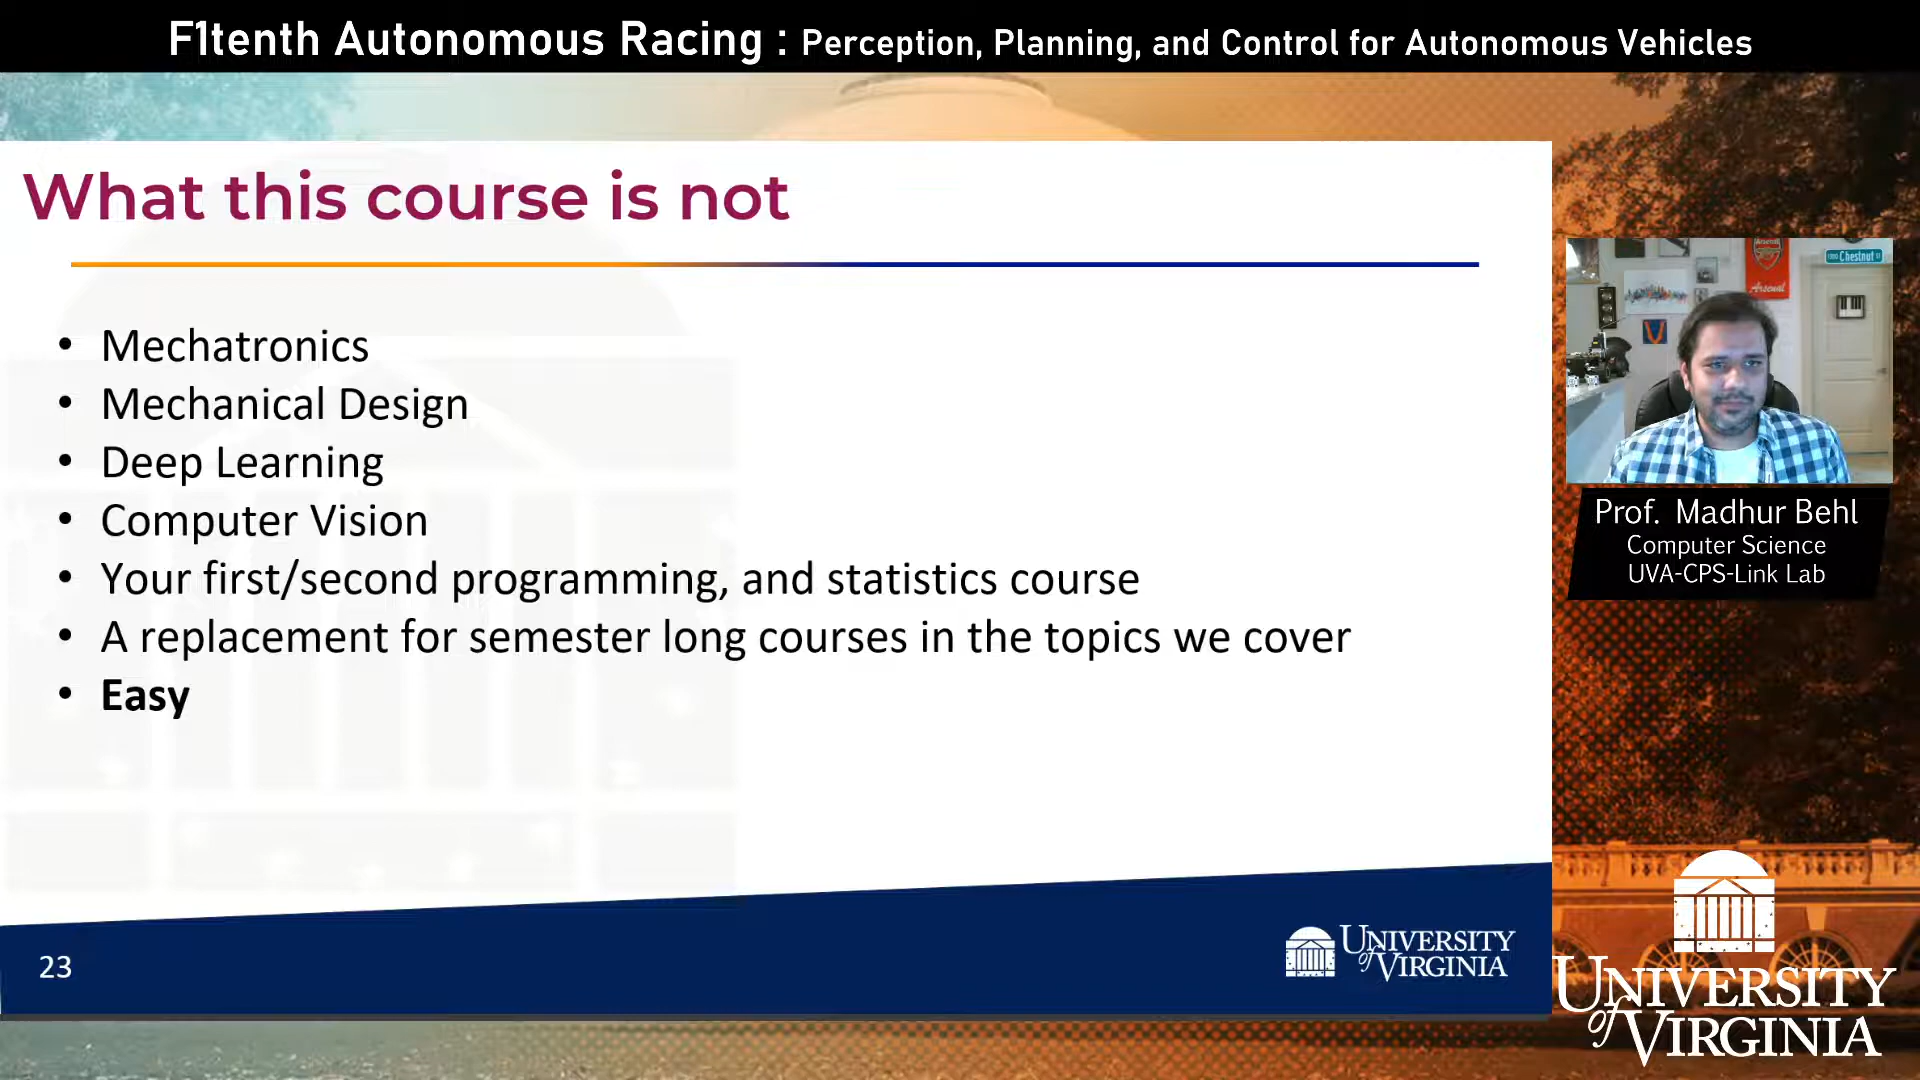 F1tenth Autonomous Racing : Perception, Planning, and Control for Autonomous Vehicles
What this course is not
• Mechatronics
• Mechanical Design
• Deep Learning
• Computer Vision
• Your first/second programming, and statistics course
• A replacement for semester long courses in the topics we cover
• Easy
23
UNIVERSITY
of VIRGINIA
Arsenal
Chestnut
Prof. Madhur Behl
Computer Science
UVA-CPS-Link Lab
UNIVERSITY
of VIRGINIA